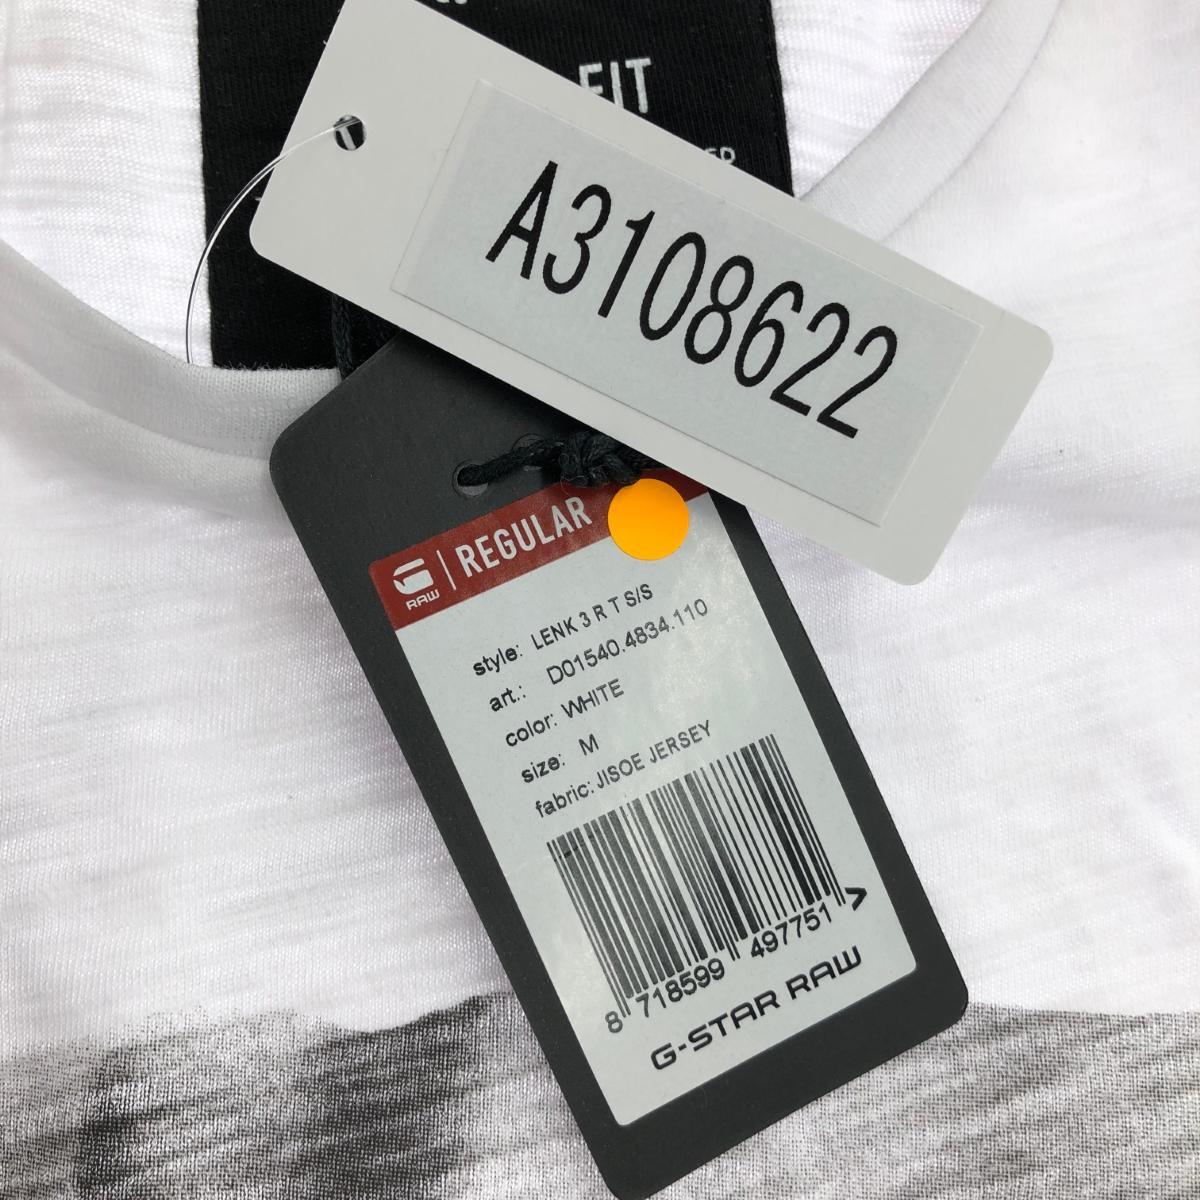 FIT
A3108622
RAW
REGULAR
style: LENK 3 R T S/S
art.: D01540.4834.110
color: WHITE
size: M
fabric: JISOE JERSEY
8 718599 497751 >
G-STAR RAW